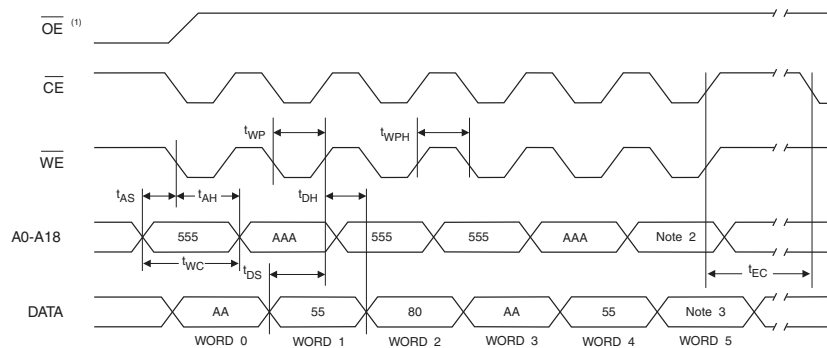 OE (1)
CE
tWP
tWPH
WE
tAS
tAH
tDH
A0-A18
555
AAA
555
555
AAA
Note 2
tWC
tDS
tEC
DATA
AA
55
80
AA
55
Note 3
WORD 0
WORD 1
WORD 2
WORD 3
WORD 4
WORD 5